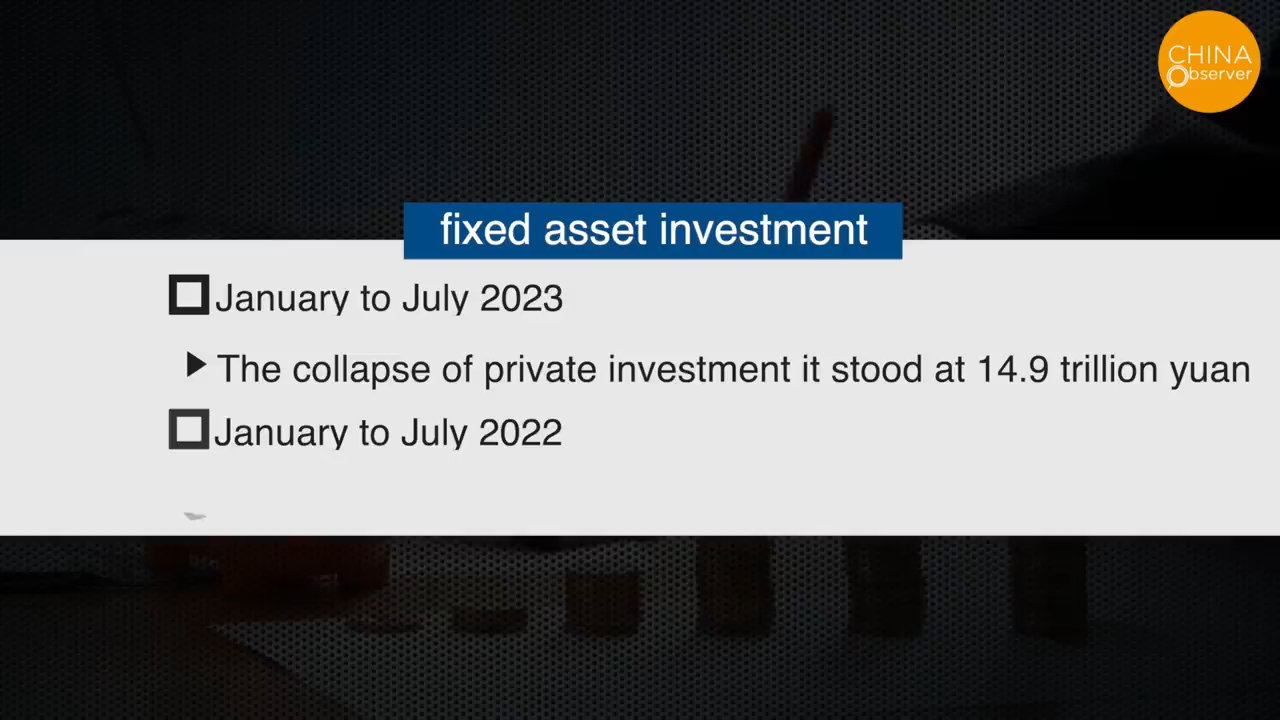 CHINA
Observer
fixed asset investment
January to July 2023
The collapse of private investment it stood at 14.9 trillion yuan
January to July 2022